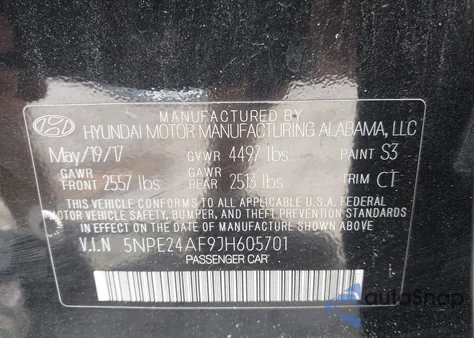 MANUFACTURED BY
HYUNDAI MOTOR MANUFACTURING ALABAMA, LLC
May/19/17 GVWR 4497 lbs PAINT S3
GAWR FRONT 2557 lbs GAWR REAR 2513 lbs TRIM CT
THIS VEHICLE CONFORMS TO ALL APPLICABLE U.S.A. FEDERAL
MOTOR VEHICLE SAFETY, BUMPER, AND THEFT PREVENTION STANDARDS
IN EFFECT ON THE DATE OF MANUFACTURE SHOWN ABOVE.
V.I.N 5NPE24AF9JH605701
PASSENGER CAR
autoSnap